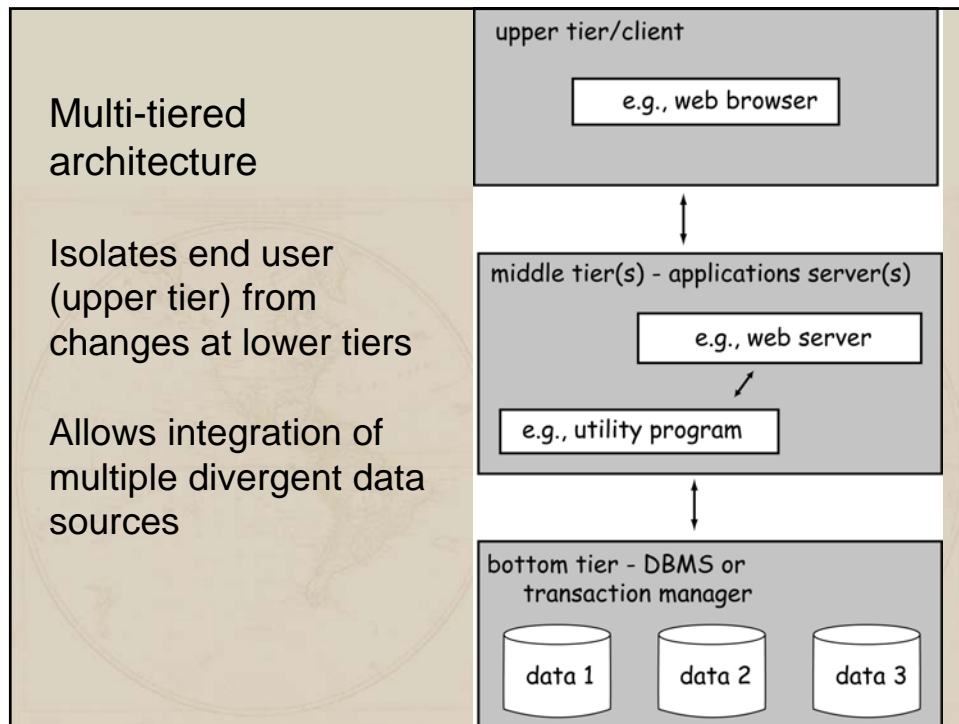 Multi-tiered
architecture
Isolates end user
(upper tier) from
changes at lower tiers
Allows integration of
multiple divergent data
sources
upper tier/client
e.g., web browser
middle tier(s) - applications server(s)
e.g., web server
e.g., utility program
bottom tier - DBMS or
transaction manager
data 1
data 2
data 3